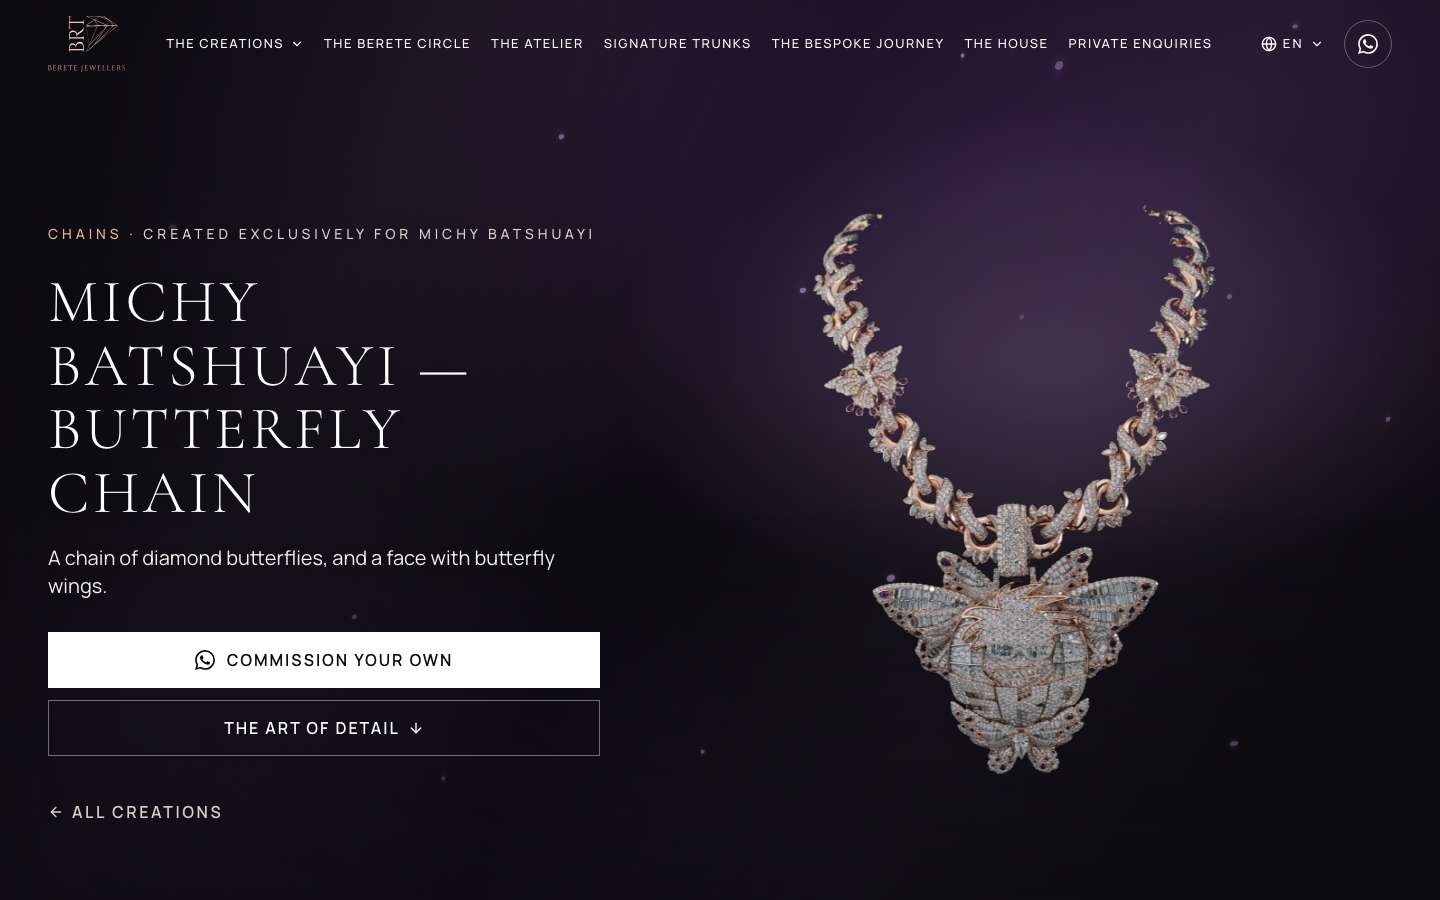 BRT
BERETE JEWELLERS
THE CREATIONS
THE BERETE CIRCLE
THE ATELIER
SIGNATURE TRUNKS
THE BESPOKE JOURNEY
THE HOUSE
PRIVATE ENQUIRIES
EN
CHAINS · CREATED EXCLUSIVELY FOR MICHY BATSHUAYI
MICHY
BATSHUAYI —
BUTTERFLY
CHAIN
A chain of diamond butterflies, and a face with butterfly
wings.
COMMISSION YOUR OWN
THE ART OF DETAIL ↓
← ALL CREATIONS